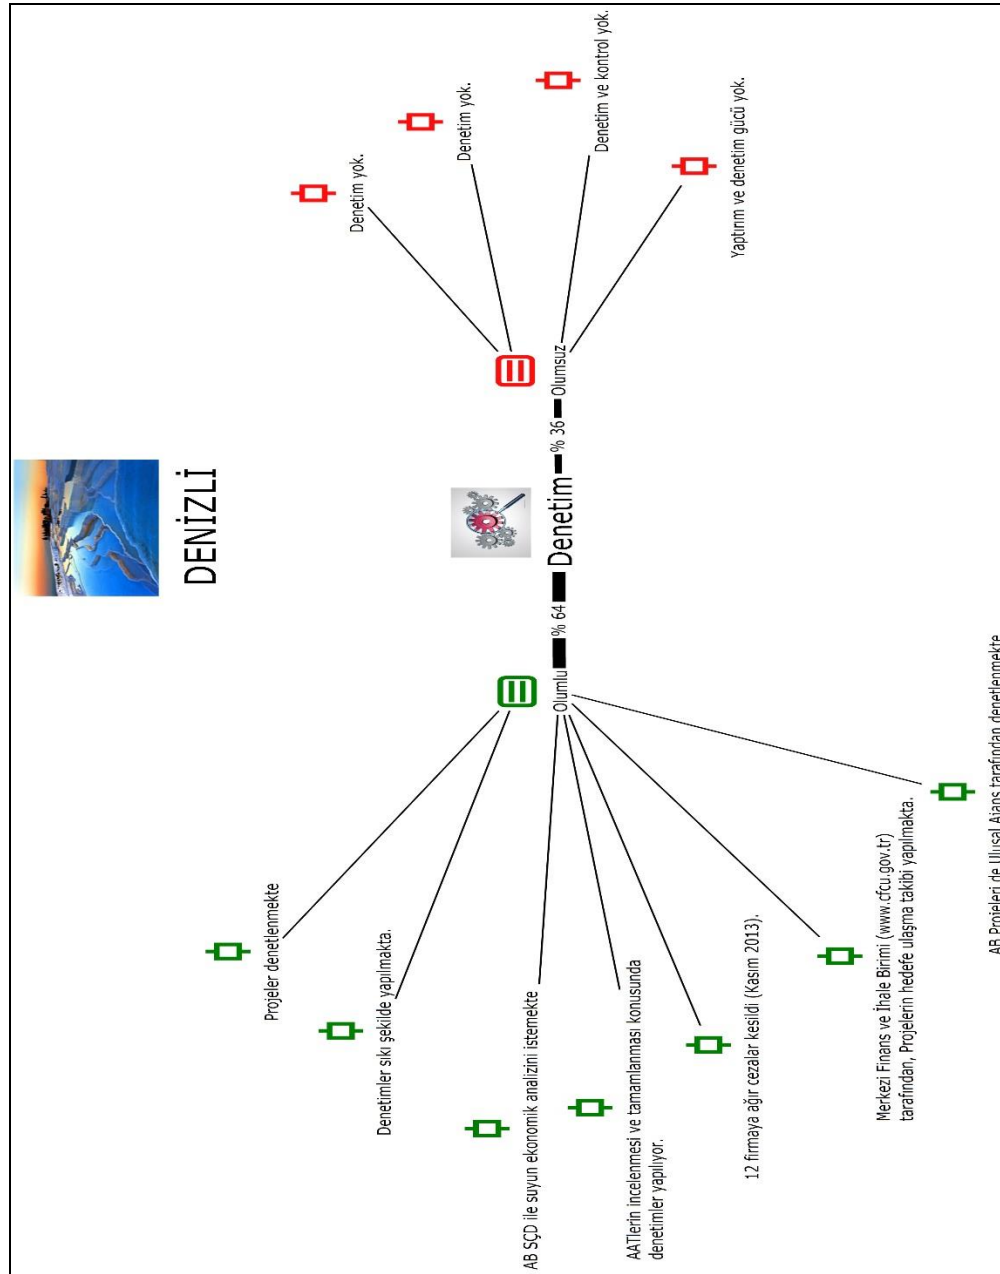 DENİZLİ
Denetim
% 64
Olumlu
% 36
Olumsuz
Projeler denetlenmekte
Denetimler sıkı şekilde yapılmakta.
AB SÇD ile suyun ekonomik analizini istemekte
AATlerin incelenmesi ve tamamlanması konusunda
denetimler yapılıyor.
12 firmaya ağır cezalar kesildi (Kasım 2013).
Merkezi Finans ve İhale Birimi (www.cfcu.gov.tr)
tarafından, Projelerin hedefe ulaşma takibi yapılmakta.
AB Projeleri de Ulusal Ajans tarafından denetlenmekte
Denetim yok.
Denetim yok.
Denetim ve kontrol yok.
Yaptırım ve denetim gücü yok.